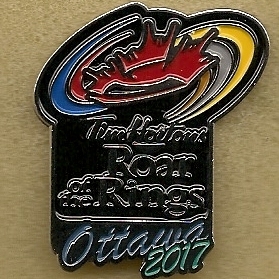 Tim Hortons
Roar
of the Rings
Ottawa
2017